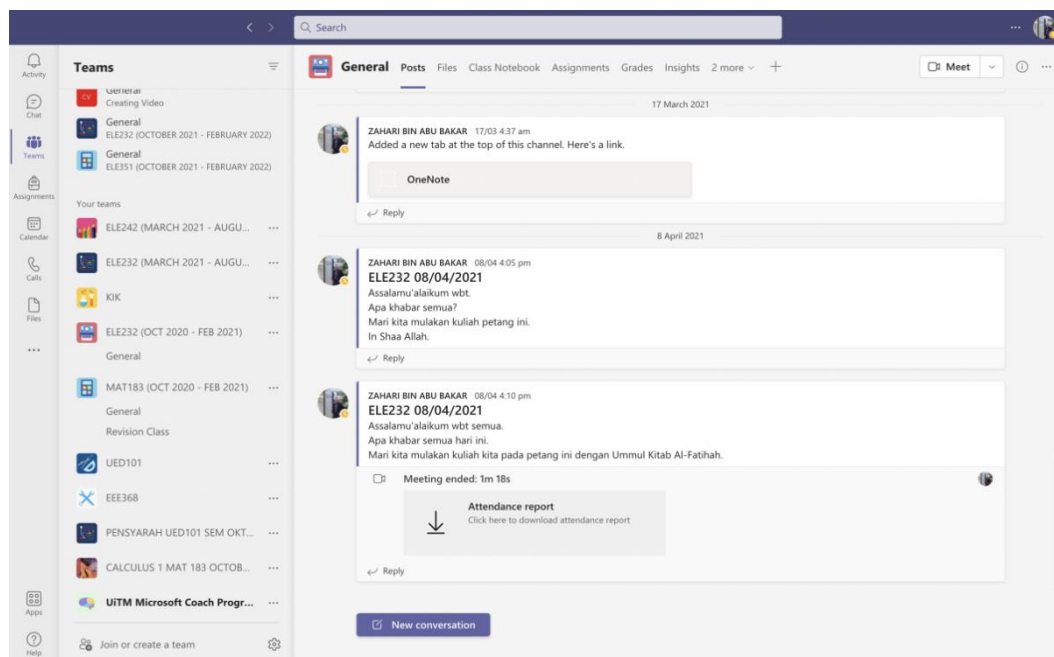 Search
Activity
Chat
Teams
Assignments
Calendar
Calls
Files
Apps
Help
Teams
CV
General
Creating Video
General
ELE232 (OCTOBER 2021 - FEBRUARY 2022)
General
ELE351 (OCTOBER 2021 - FEBRUARY 2022)
Your teams
ELE242 (MARCH 2021 - AUGU...
ELE232 (MARCH 2021 - AUGU...
KIK
ELE232 (OCT 2020 - FEB 2021)
General
MAT183 (OCT 2020 - FEB 2021)
General
Revision Class
UED101
EEE368
PENSYARAH UED101 SEM OKT...
CALCULUS 1 MAT 183 OCTOB...
UiTM Microsoft Coach Progr...
Join or create a team
General Posts Files Class Notebook Assignments Grades Insights 2 more
Meet
17 March 2021
ZAHARI BIN ABU BAKAR 17/03 4:37 am
Added a new tab at the top of this channel. Here's a link.
OneNote
Reply
8 April 2021
ZAHARI BIN ABU BAKAR 08/04 4:05 pm
ELE232 08/04/2021
Assalamu'alaikum wbt.
Apa khabar semua?
Mari kita mulakan kuliah petang ini.
In Shaa Allah.
Reply
ZAHARI BIN ABU BAKAR 08/04 4:10 pm
ELE232 08/04/2021
Assalamu'alaikum wbt semua.
Apa khabar semua hari ini.
Mari kita mulakan kuliah kita pada petang ini dengan Ummul Kitab Al-Fatihah.
Meeting ended: 1m 18s
Attendance report
Click here to download attendance report
Reply
New conversation